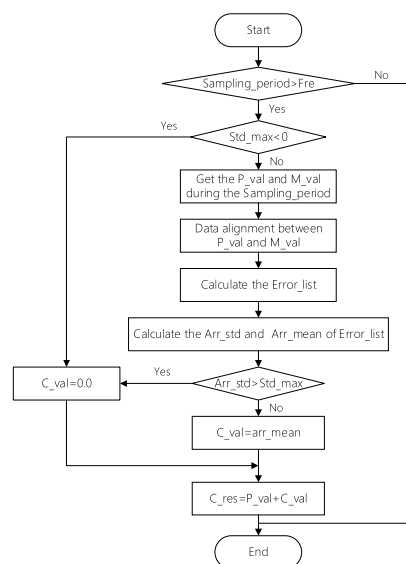 Start
Sampling_period>Fre
No
Yes
Yes
Std_max<0
No
Get the P_val and M_val
during the Sampling_period
Data alignment between
P_val and M_val
Calculate the Error_list
Calculate the Arr_std and Arr_mean of Error_list
Yes
C_val=0.0
Arr_std>Std_max
No
C_val=arr_mean
C_res=P_val+C_val
End